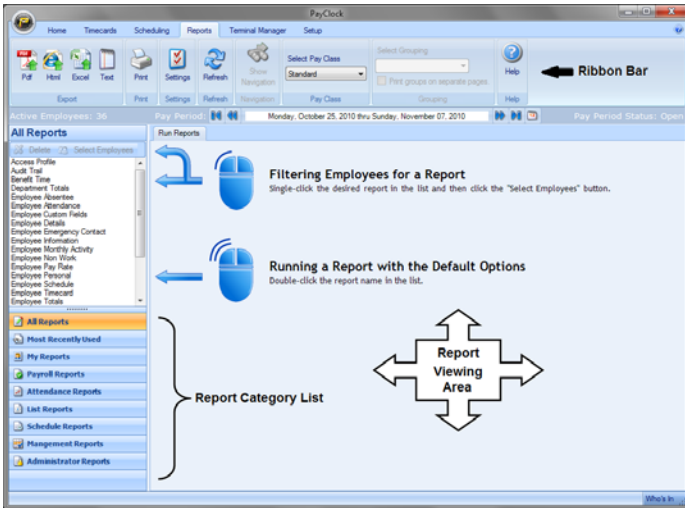 PayClock
Home Timecards Scheduling Reports Terminal Manager Setup
Select Pay Class
Select Grouping
Standard
Print groups on separate pages
Pdf Html Excel Text Print Settings Refresh Show Navigation Help
Ribbon Bar
Export Print Settings Refresh Navigation Pay Class Grouping Help
Active Employees: 36 Pay Period: Monday, October 25, 2010 thru Sunday, November 07, 2010 Pay Period Status: Open
All Reports
Run Reports
Delete Select Employees
Access Profile
Audit Trail
Benefit Time
Department Totals
Employee Absentee
Employee Attendance
Employee Custom Fields
Employee Details
Employee Emergency Contact
Employee Information
Employee Monthly Activity
Employee Non Work
Employee Pay Rate
Employee Personal
Employee Schedule
Employee Timecard
Employee Totals
Filtering Employees for a Report
Single-click the desired report in the list and then click the "Select Employees" button.
Running a Report with the Default Options
Double-click the report name in the list.
All Reports
Most Recently Used
My Reports
Payroll Reports
Attendance Reports
List Reports
Schedule Reports
Mangement Reports
Administrator Reports
Report Category List
Report
Viewing
Area
Who's In